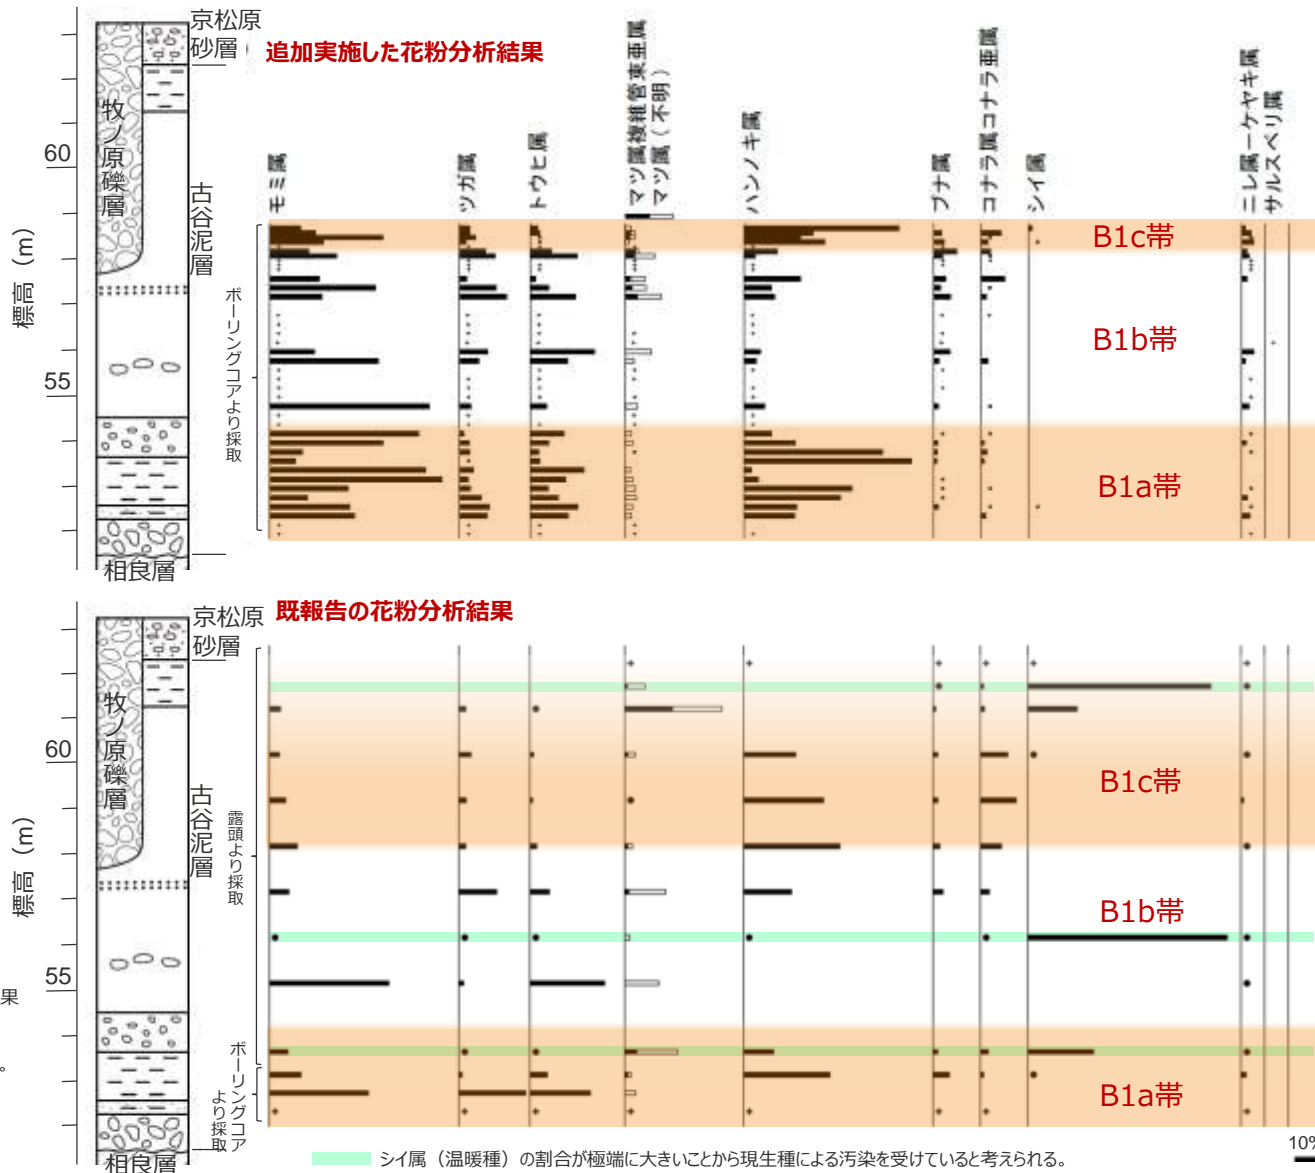 京松原
砂層
追加実施した花粉分析結果
牧ノ原礫層
古谷泥層
60
55
標高（m）
ボーリングコアより採取
モミ属
ツガ属
トウヒ属
マツ属複維管束亜属
マツ属（不明）
ハンノキ属
ブナ属
コナラ属コナラ亜属
シイ属
ニレ属－ケヤキ属
サルスベリ属
B1c帯
B1b帯
B1a帯
相良層
京松原
砂層
既報告の花粉分析結果
牧ノ原礫層
古谷泥層
60
55
標高（m）
露頭より採取
ボーリングコア
より採取
B1c帯
B1b帯
B1a帯
果
。
相良層
10%
シイ属（温暖種）の割合が極端に大きいことから現生種による汚染を受けていると考えられる。